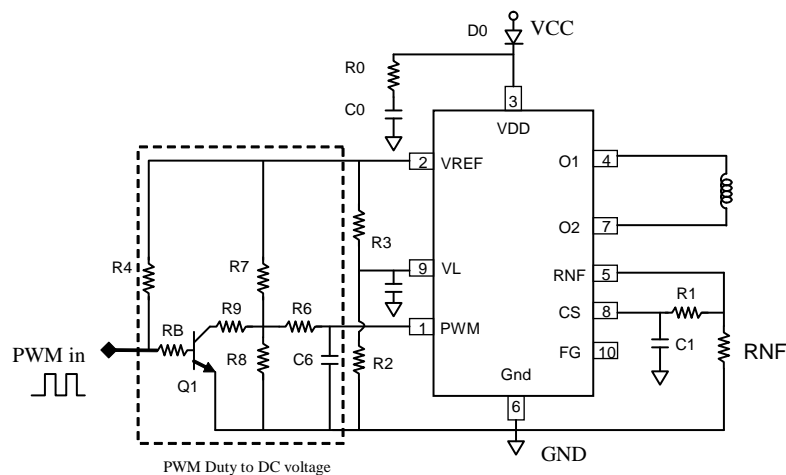 D0
VCC
R0
C0
3
VDD
2
VREF
O1
4
O2
7
R3
R4
R7
9
VL
RNF
5
R9
R6
1
PWM
CS
8
R1
RB
PWM in
R8
C6
R2
FG
10
C1
RNF
Q1
Gnd
6
GND
PWM Duty to DC voltage